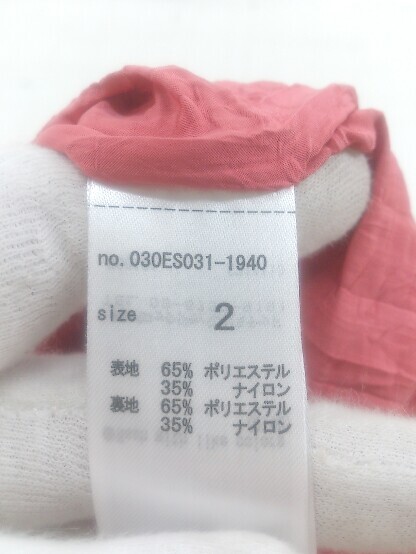 no.030ES031-1940
size 2
表地 65% ポリエステル
35% ナイロン
裏地 65% ポリエステル
35% ナイロン